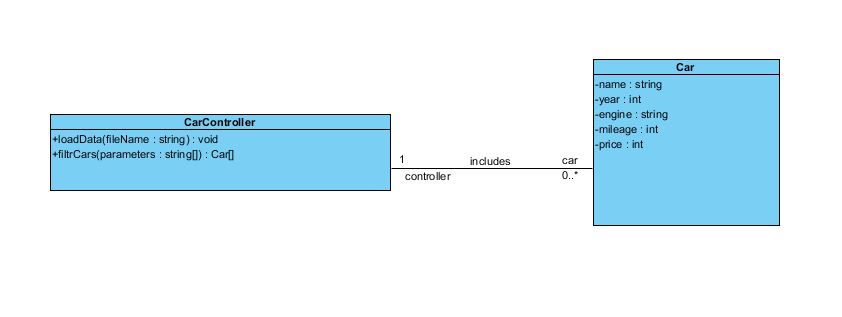 CarController
+loadData(fileName : string) : void
+filtrCars(parameters : string[]) : Car[]
1
controller
includes
car
0..*
Car
-name : string
-year : int
-engine : string
-mileage : int
-price : int